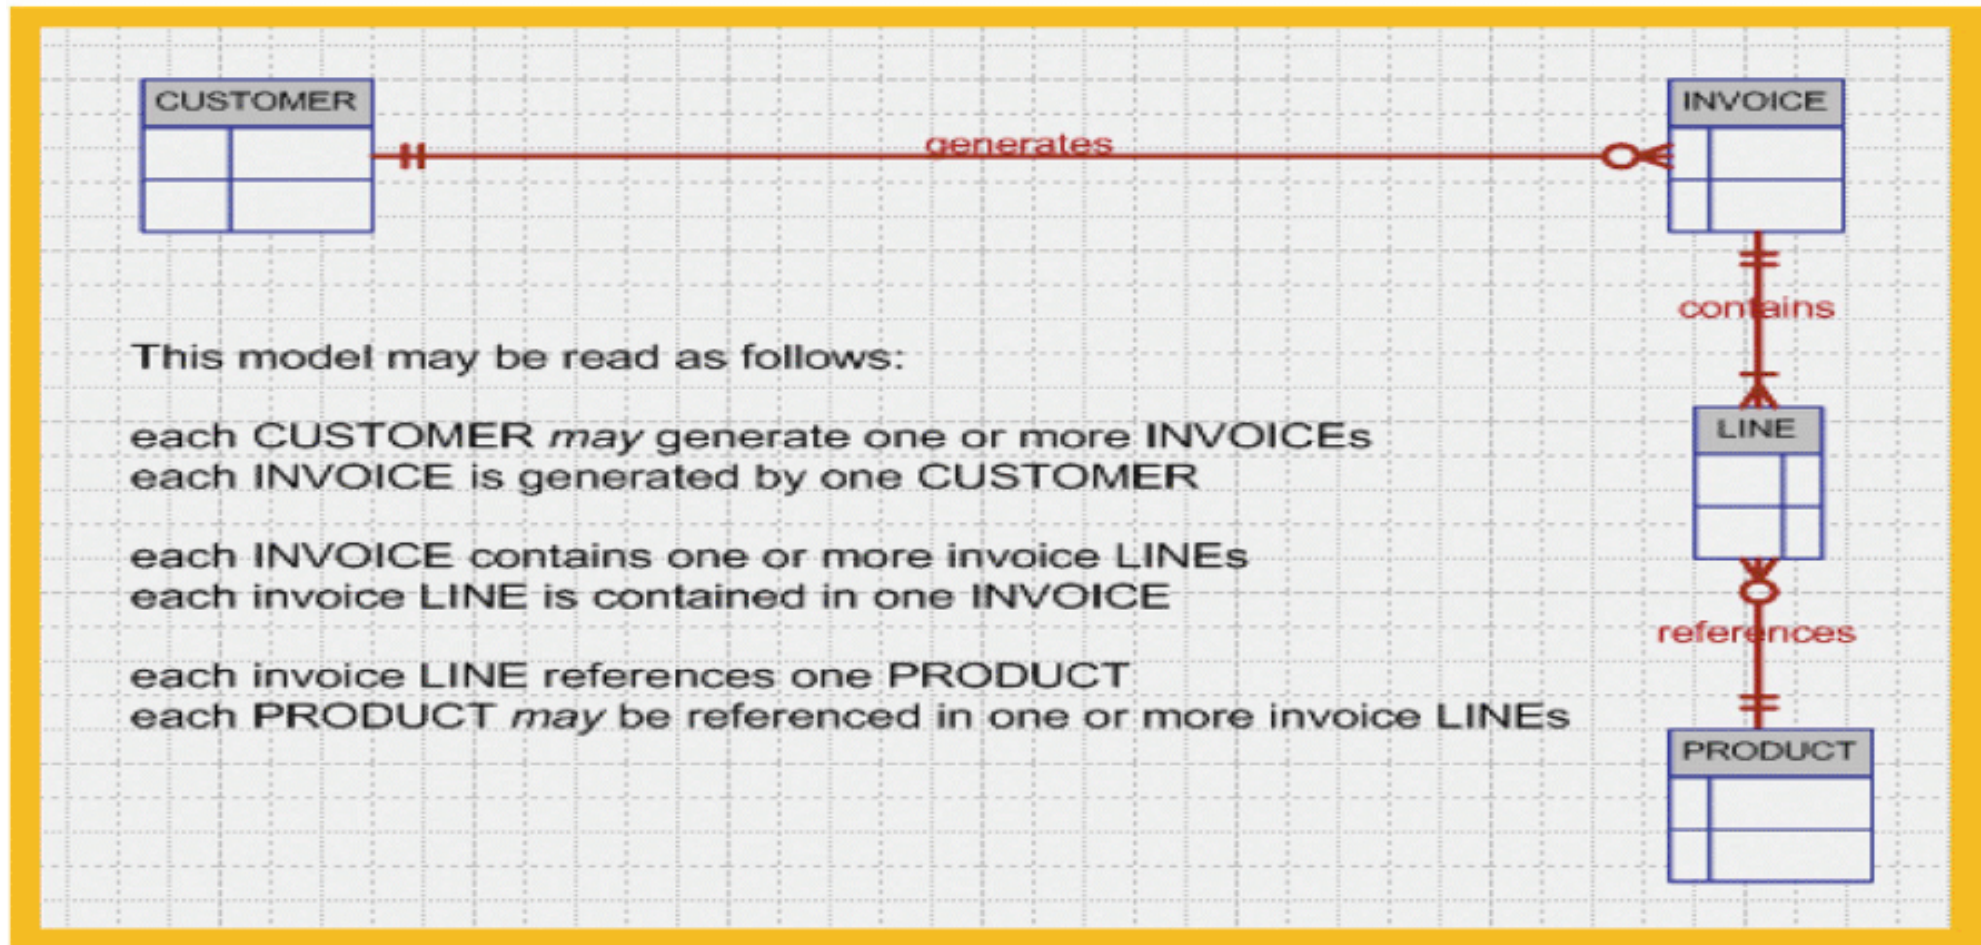 CUSTOMER
INVOICE
generates
contains
This model may be read as follows:
each CUSTOMER may generate one or more INVOICEs
each INVOICE is generated by one CUSTOMER
LINE
each INVOICE contains one or more invoice LINEs
each invoice LINE is contained in one INVOICE
references
each invoice LINE references one PRODUCT
each PRODUCT may be referenced in one or more invoice LINEs
PRODUCT